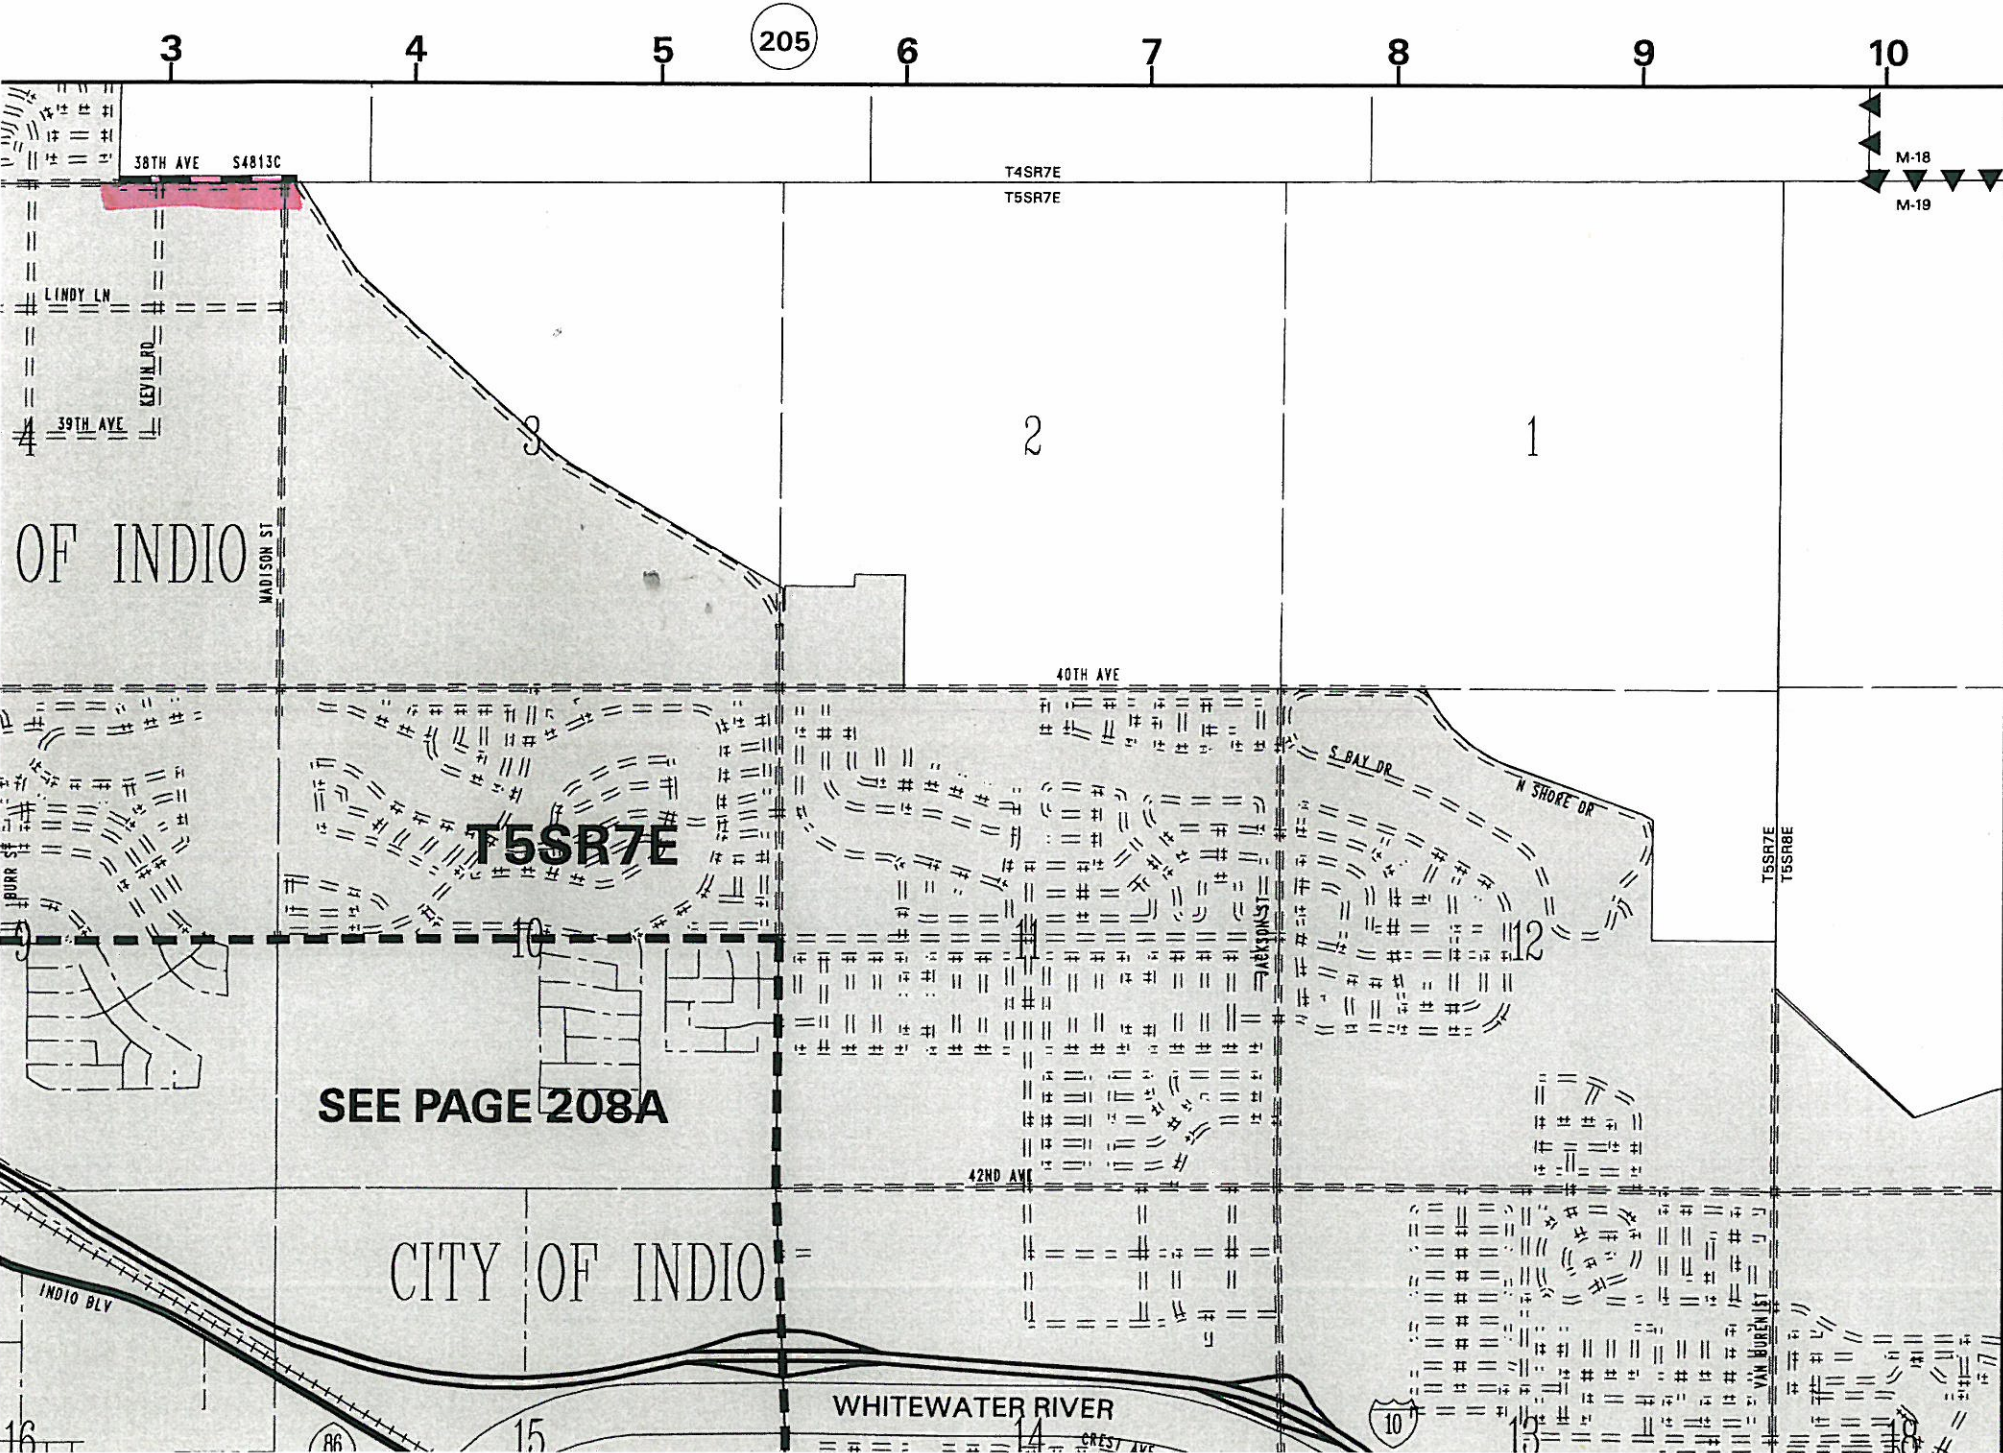 3 4 5 205 6 7 8 9 10
M-18
38TH AVE S4813C
T4SR7E
T5SR7E
M-19
LINDY LN
KEVIN RD
39TH AVE
4 3 2 1
OF INDIO
MADISON ST
40TH AVE
S BAY DR
N SHORE DR
T5SR7E
T5SR7E
T5SR8E
BURR ST
JACKSON ST
9 10 11 12
SEE PAGE 208A
42ND AVE
CITY OF INDIO
INDIO BLV
VAN BUREN ST
WHITEWATER RIVER
10
16 86 15 14 CREST AVE 13 18